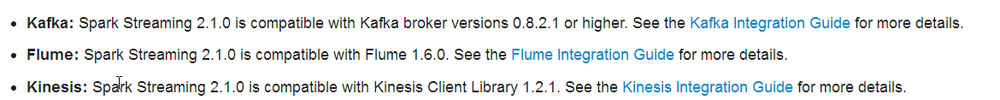 • Kafka: Spark Streaming 2.1.0 is compatible with Kafka broker versions 0.8.2.1 or higher. See the Kafka Integration Guide for more details.
• Flume: Spark Streaming 2.1.0 is compatible with Flume 1.6.0. See the Flume Integration Guide for more details.
• Kinesis: Spark Streaming 2.1.0 is compatible with Kinesis Client Library 1.2.1. See the Kinesis Integration Guide for more details.